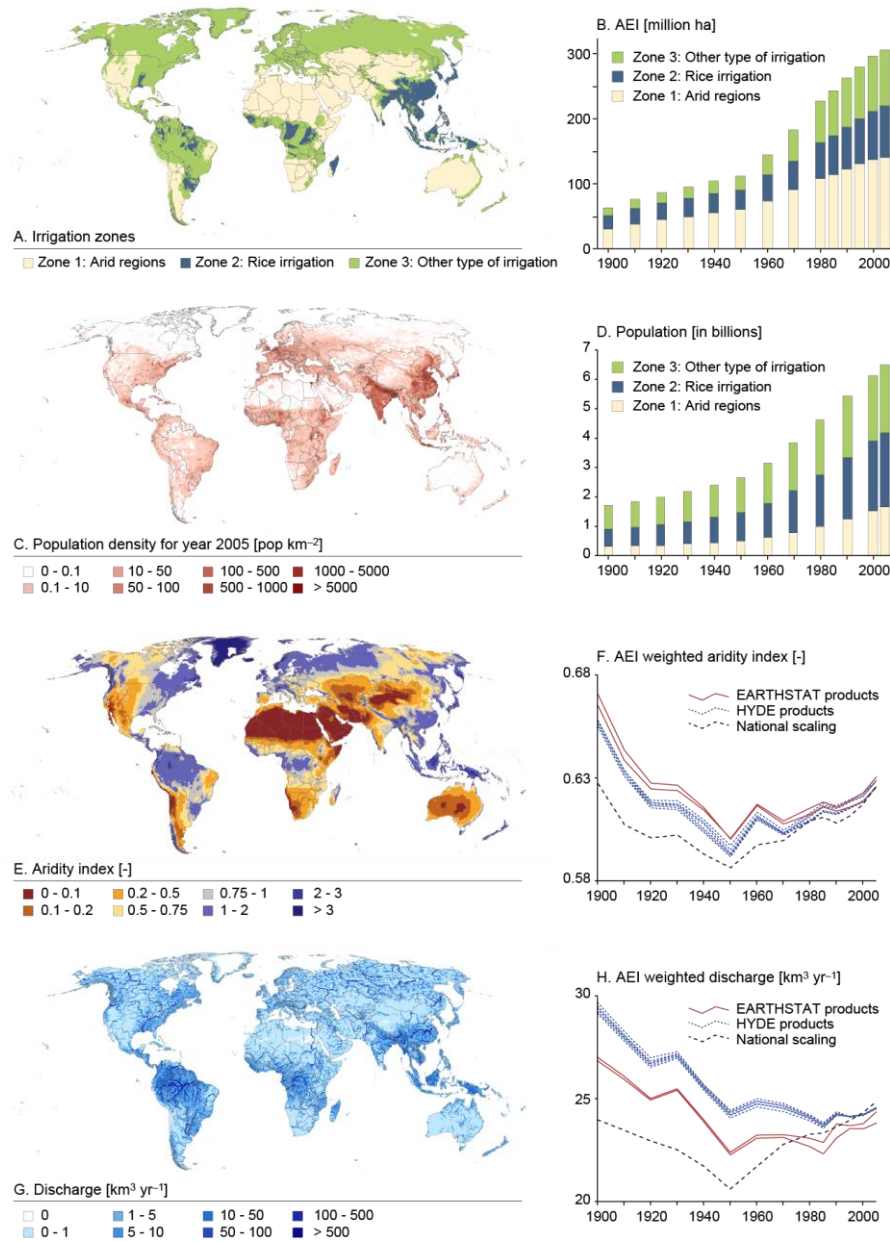 A. Irrigation zones
Zone 1: Arid regions Zone 2: Rice irrigation Zone 3: Other type of irrigation
B. AEI [million ha]
Zone 3: Other type of irrigation
Zone 2: Rice irrigation
Zone 1: Arid regions
300
200
100
0
1900 1920 1940 1960 1980 2000
C. Population density for year 2005 [pop km⁻²]
0 - 0.1 10 - 50 100 - 500 1000 - 5000
0.1 - 10 50 - 100 500 - 1000 > 5000
D. Population [in billions]
Zone 3: Other type of irrigation
Zone 2: Rice irrigation
Zone 1: Arid regions
7
6
5
4
3
2
1
0
1900 1920 1940 1960 1980 2000
E. Aridity index [-]
0 - 0.1 0.2 - 0.5 0.75 - 1 2 - 3
0.1 - 0.2 0.5 - 0.75 1 - 2 > 3
F. AEI weighted aridity index [-]
EARTHSTAT products
HYDE products
National scaling
0.68
0.63
0.58
1900 1920 1940 1960 1980 2000
G. Discharge [km³ yr⁻¹]
0 1 - 5 10 - 50 100 - 500
0 - 1 5 - 10 50 - 100 > 500
H. AEI weighted discharge [km³ yr⁻¹]
EARTHSTAT products
HYDE products
National scaling
30
25
20
1900 1920 1940 1960 1980 2000